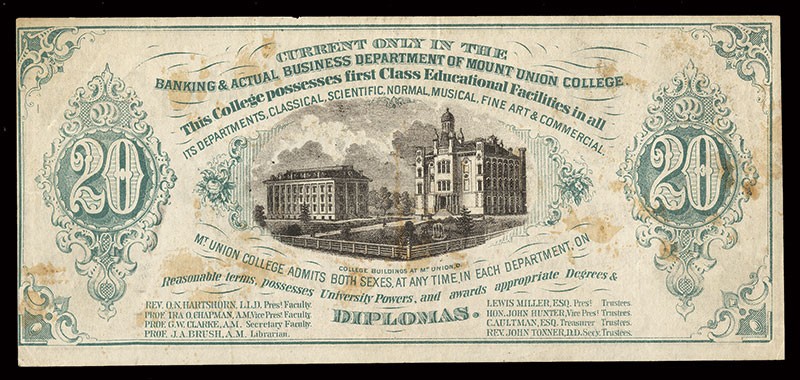 CURRENT ONLY IN THE
BANKING & ACTUAL BUSINESS DEPARTMENT OF MOUNT UNION COLLEGE
This College possesses first Class Educational Facilities in all
ITS DEPARTMENTS, CLASSICAL, SCIENTIFIC, NORMAL, MUSICAL, FINE ART & COMMERCIAL.
20
20
COLLEGE BUILDINGS AT MT UNION, O.
MT UNION COLLEGE ADMITS BOTH SEXES, AT ANY TIME, IN EACH DEPARTMENT, ON
Reasonable terms, possesses University Powers, and awards appropriate Degrees &
DIPLOMAS.
REV. O.N. HARTSHORN, L.L.D. Pres't Faculty.
PROF. IRA O. CHAPMAN, A.M. Vice Pres't Faculty.
PROF. G.W. CLARKE, A.M. Secretary Faculty.
PROF. J.A. BRUSH, A.M. Librarian.
LEWIS MILLER, ESQ. Pres't Trustees.
HON. JOHN HUNTER, Vice Pres't Trustees.
C. AULTMAN, ESQ. Treasurer Trustees.
REV. JOHN TONNER, D.D. Secy. Trustees.